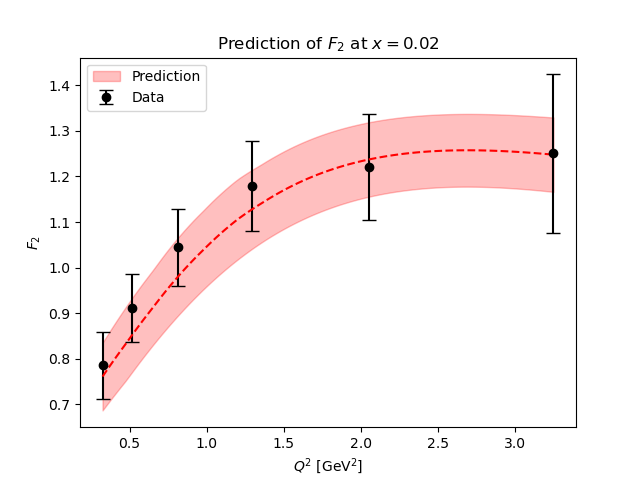 Prediction of F₂ at x = 0.02
Prediction
Data
1.4
1.3
1.2
1.1
1.0
0.9
0.8
0.7
F₂
0.5
1.0
1.5
2.0
2.5
3.0
Q² [GeV²]